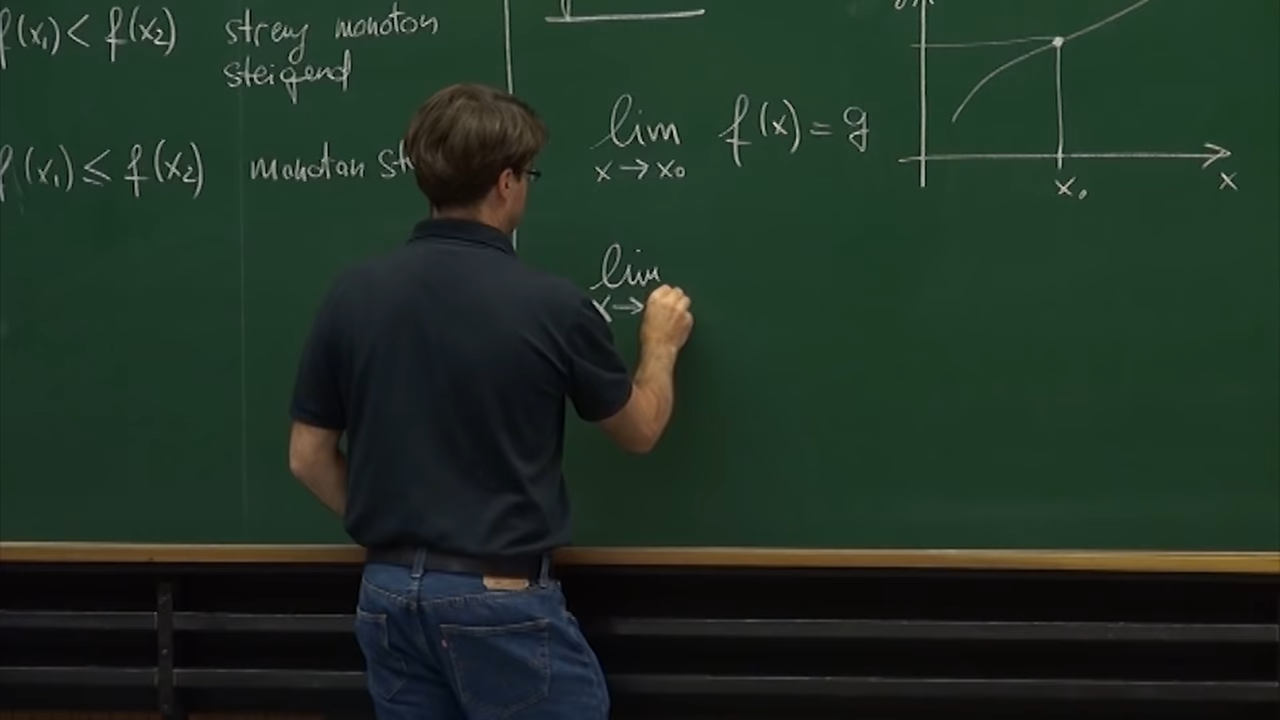 f(x₁) < f(x₂) streng monoton
steigend
f(x₁) ≤ f(x₂) monoton st
lim f(x) = g
x → x₀
lim
x →
x₀
x